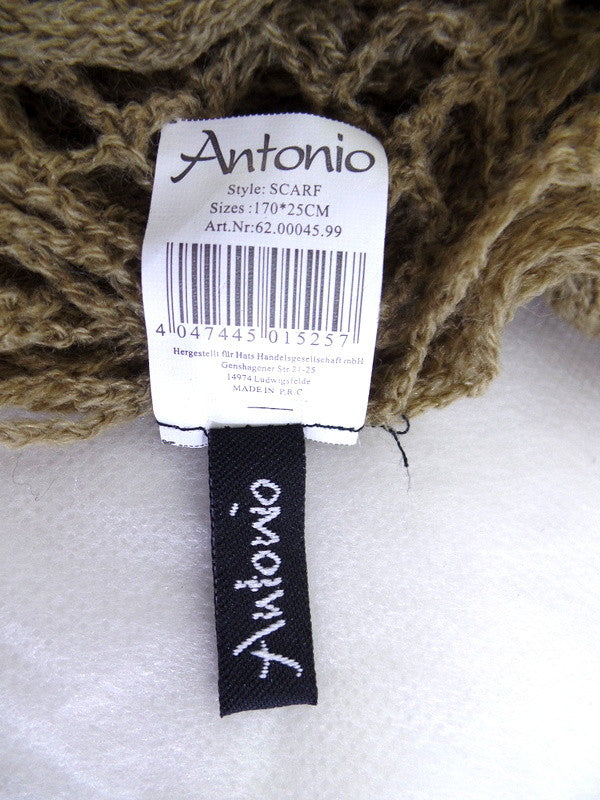 Antonio
Style: SCARF
Sizes :170*25CM
Art.Nr:62.00045.99
4 047445 015257
Hergestellt für Hats Handelsgesellschaft mbH
Genshagener Str 21-25
14974 Ludwigsfelde
MADE IN P.R.C
Antonio